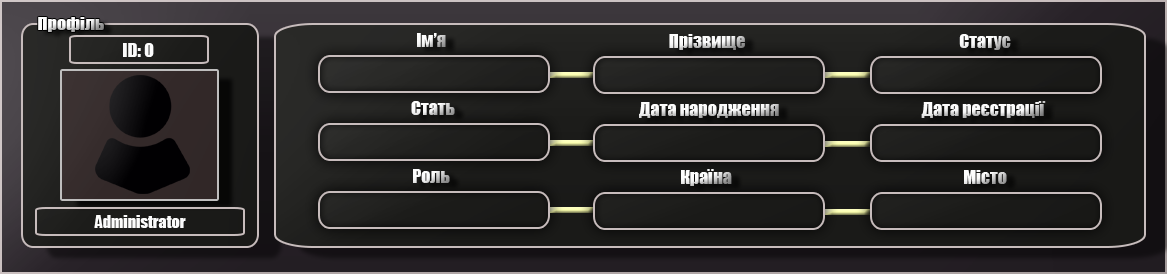 Профіль
ID: 0
Administrator
Ім'я Прізвище Статус
Стать Дата народження Дата реєстрації
Роль Країна Місто